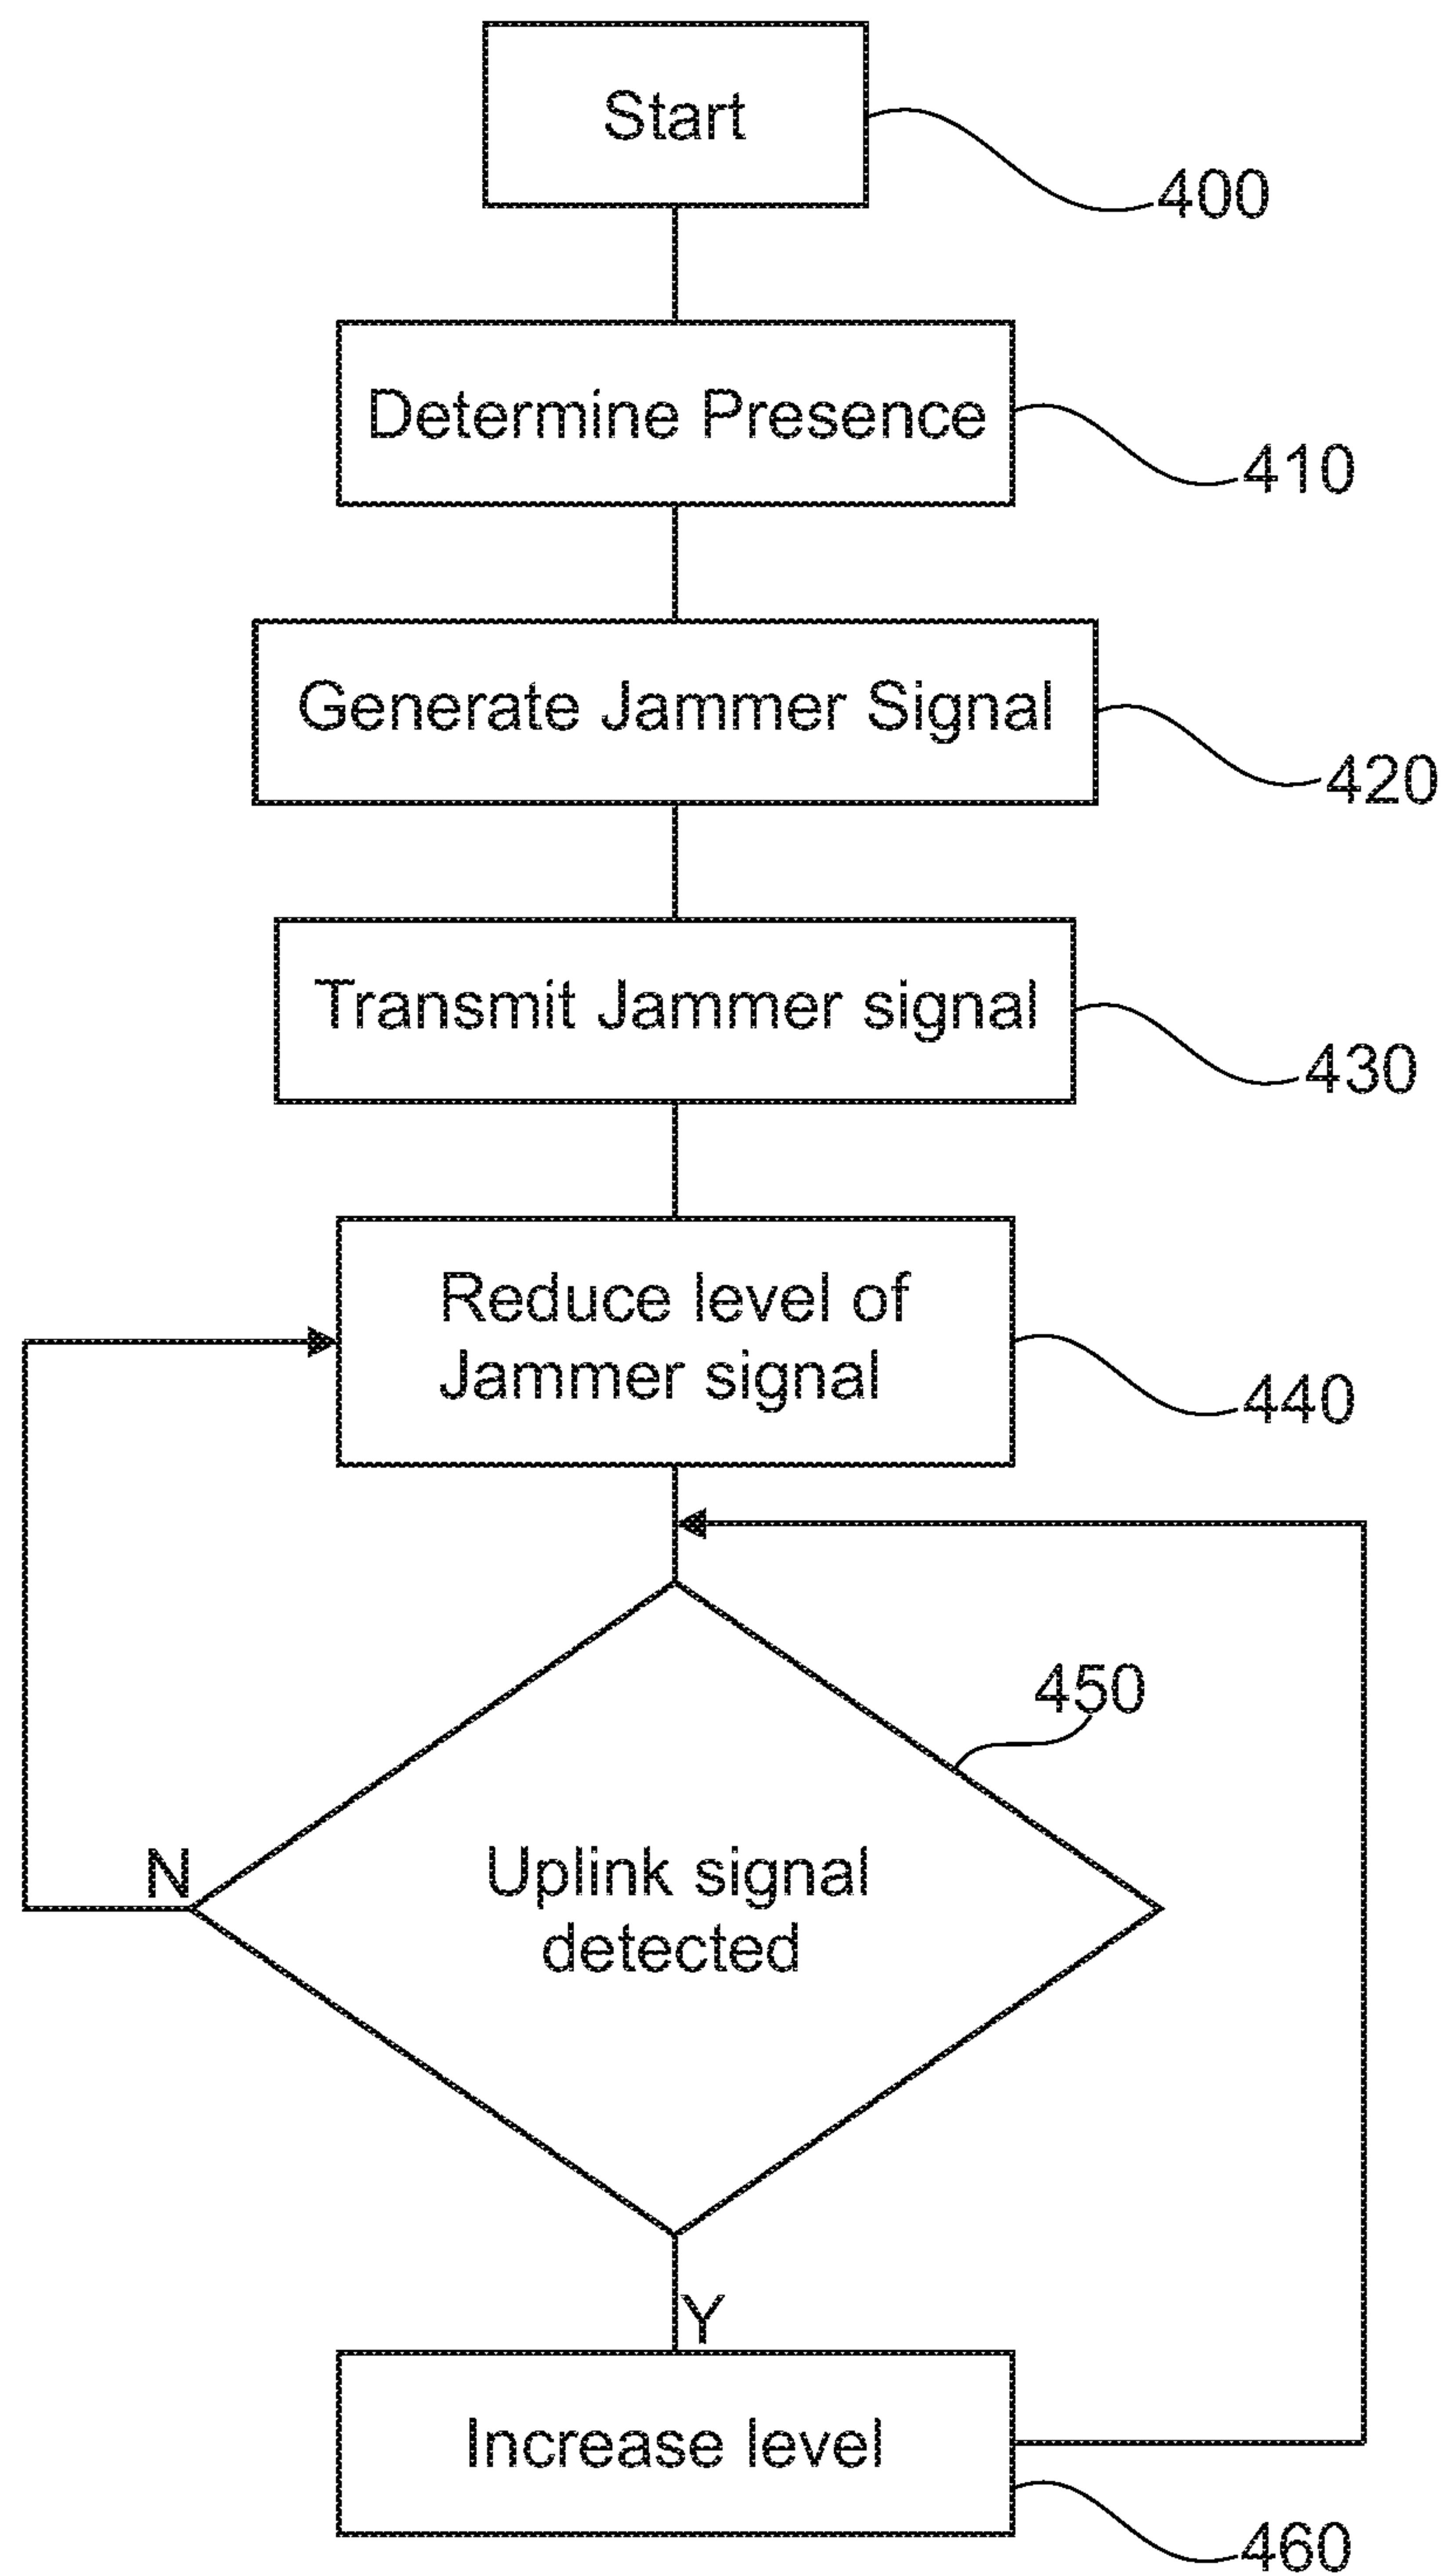 Start
400
Determine Presence
410
Generate Jammer Signal
420
Transmit Jammer signal
430
Reduce level of
Jammer signal
440
450
Uplink signal
detected
N
Y
Increase level
460